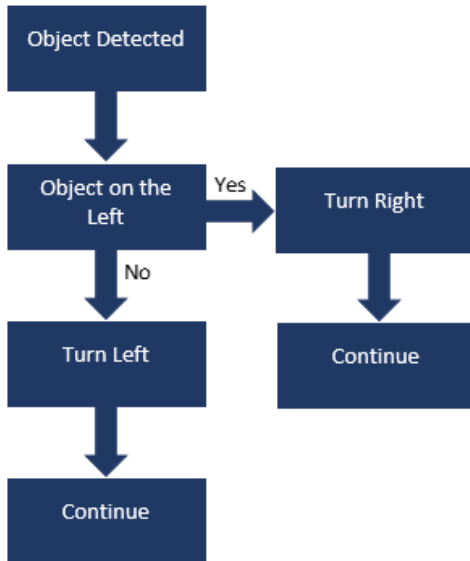 Object Detected
Object on the
Left
Yes
Turn Right
No
Turn Left
Continue
Continue